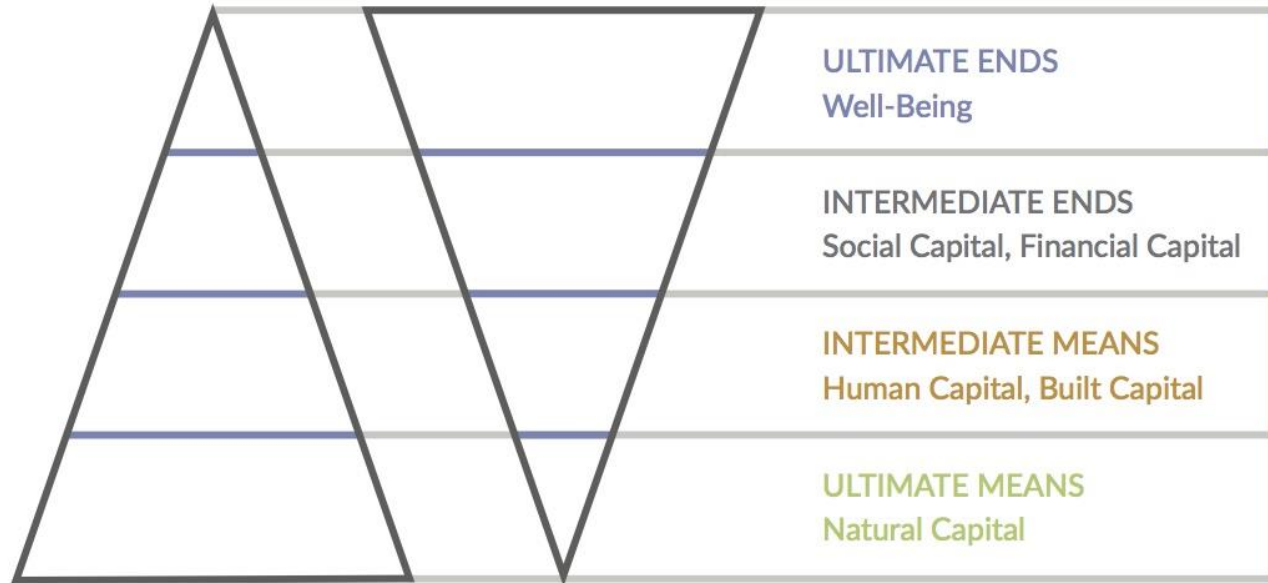 ULTIMATE ENDS
Well-Being
INTERMEDIATE ENDS
Social Capital, Financial Capital
INTERMEDIATE MEANS
Human Capital, Built Capital
ULTIMATE MEANS
Natural Capital